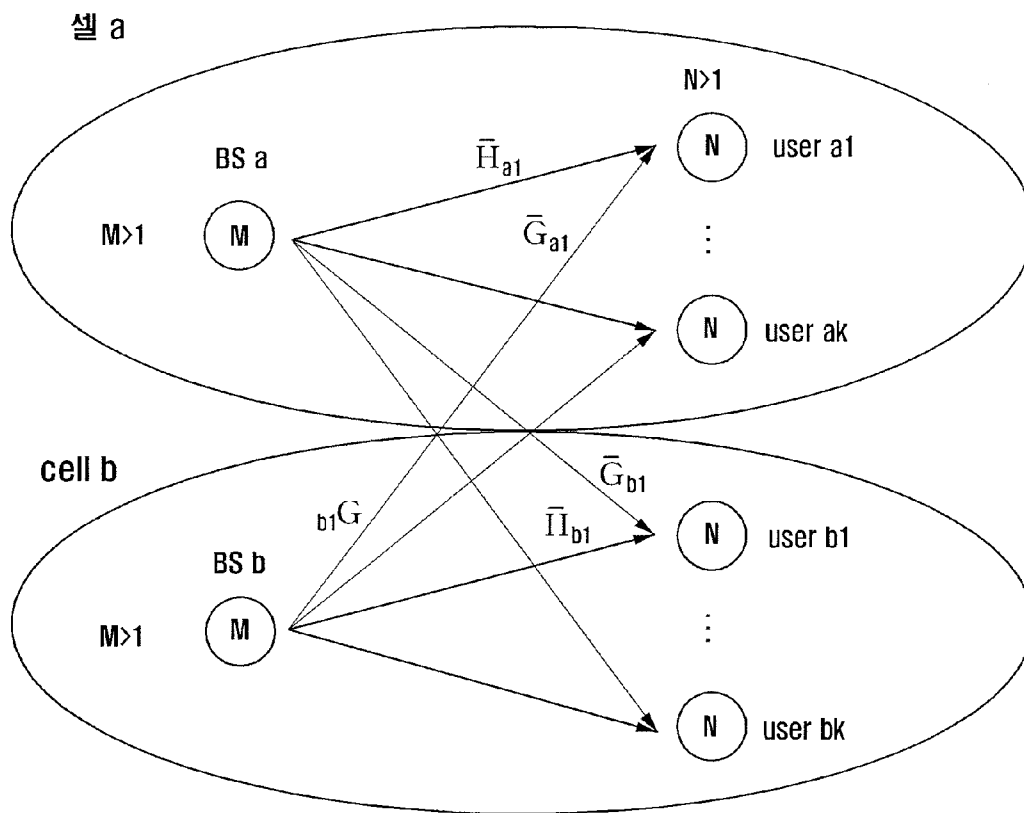 셀 a
N>1
N
user a1
BS a
H̄a1
M>1
M
Ḡa1
⋮
N
user ak
cell b
Ḡb1
b1G
H̄b1
N
user b1
BS b
M>1
M
⋮
N
user bk